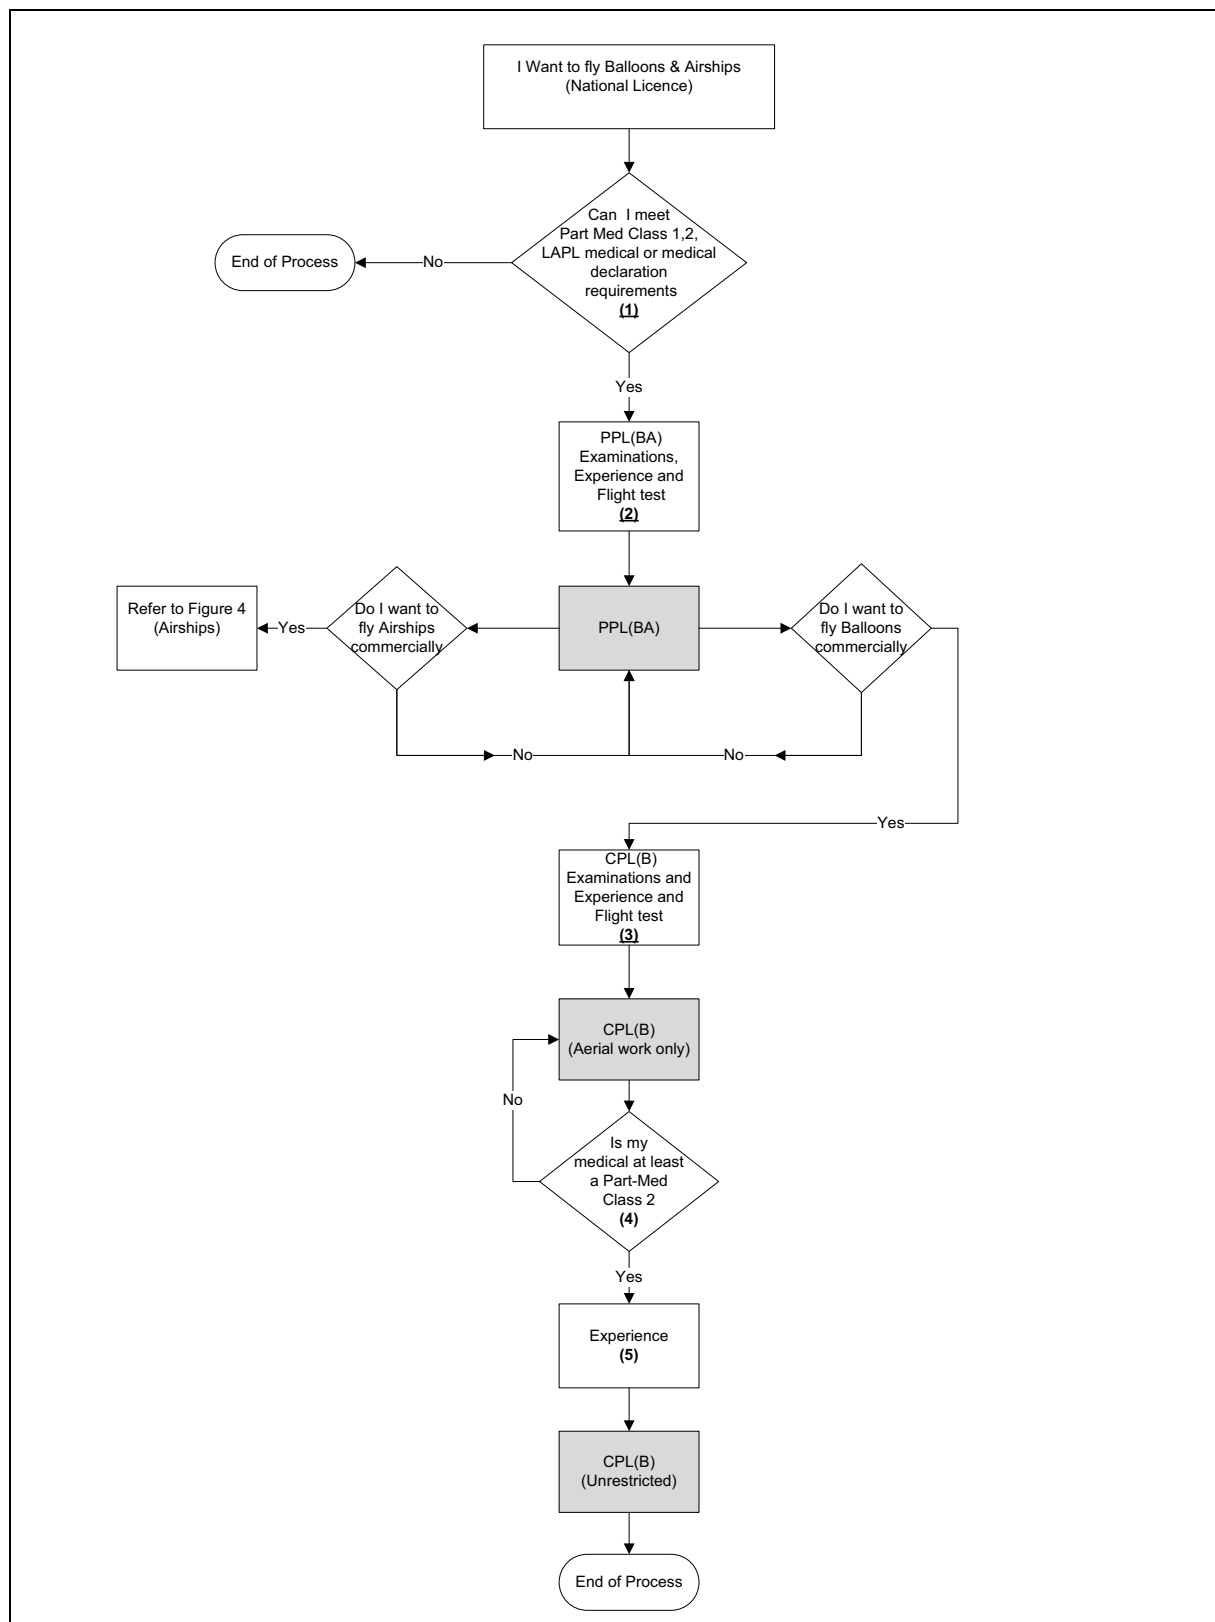 I Want to fly Balloons & Airships
(National Licence)
Can I meet
Part Med Class 1,2,
LAPL medical or medical
declaration
requirements
(1)
No
End of Process
Yes
PPL(BA)
Examinations,
Experience and
Flight test
(2)
Refer to Figure 4
(Airships)
Yes
Do I want to
fly Airships
commercially
PPL(BA)
Do I want to
fly Balloons
commercially
No
No
Yes
CPL(B)
Examinations and
Experience and
Flight test
(3)
CPL(B)
(Aerial work only)
No
Is my
medical at least
a Part-Med
Class 2
(4)
Yes
Experience
(5)
CPL(B)
(Unrestricted)
End of Process